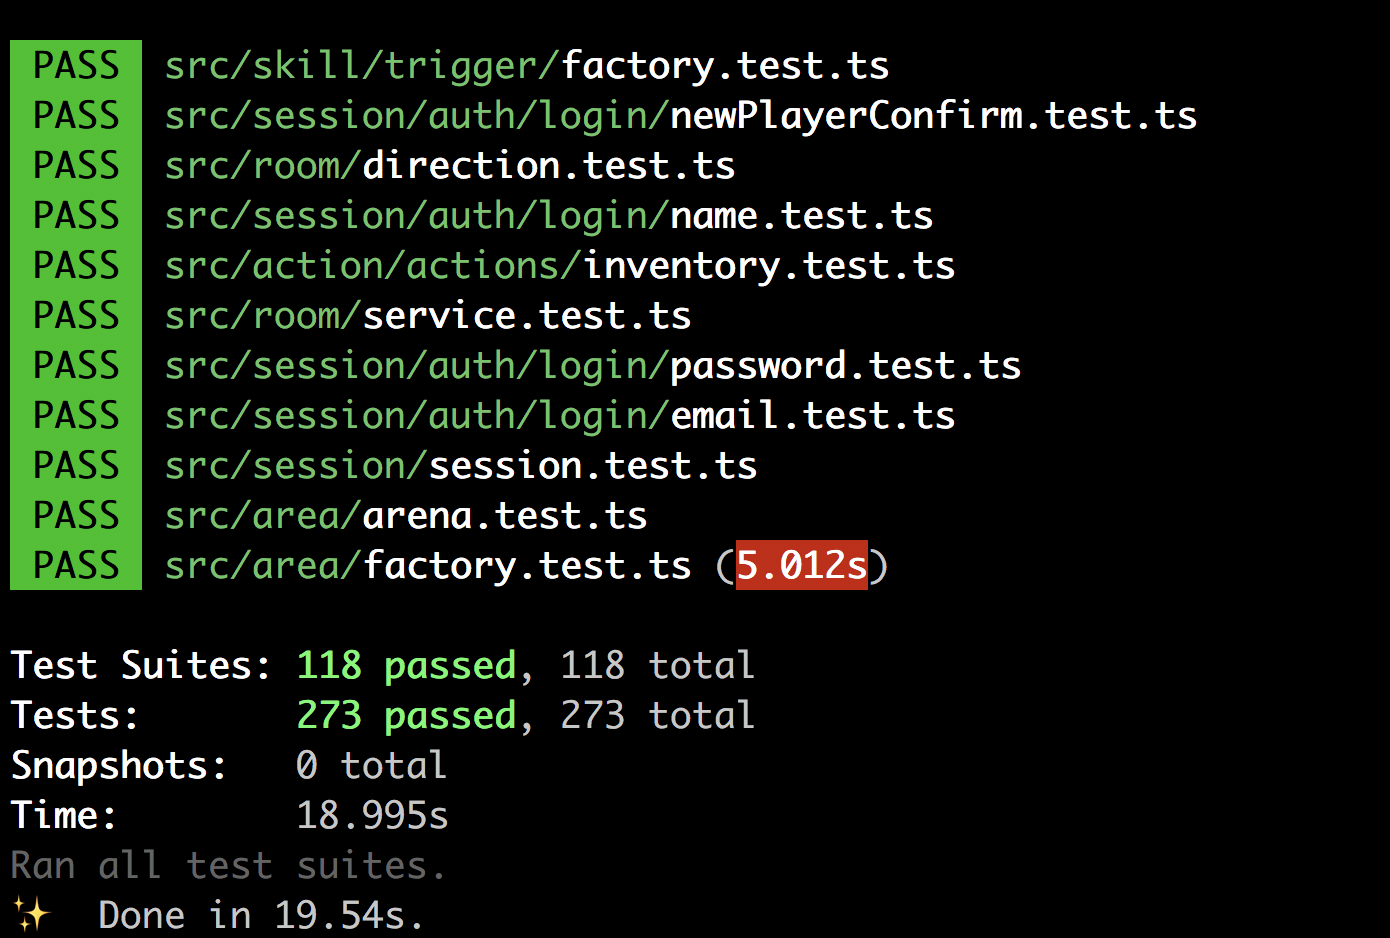 PASS src/skill/trigger/factory.test.ts
PASS src/session/auth/login/newPlayerConfirm.test.ts
PASS src/room/direction.test.ts
PASS src/session/auth/login/name.test.ts
PASS src/action/actions/inventory.test.ts
PASS src/room/service.test.ts
PASS src/session/auth/login/password.test.ts
PASS src/session/auth/login/email.test.ts
PASS src/session/session.test.ts
PASS src/area/arena.test.ts
PASS src/area/factory.test.ts (5.012s)
Test Suites: 118 passed, 118 total
Tests: 273 passed, 273 total
Snapshots: 0 total
Time: 18.995s
Ran all test suites.
✨ Done in 19.54s.